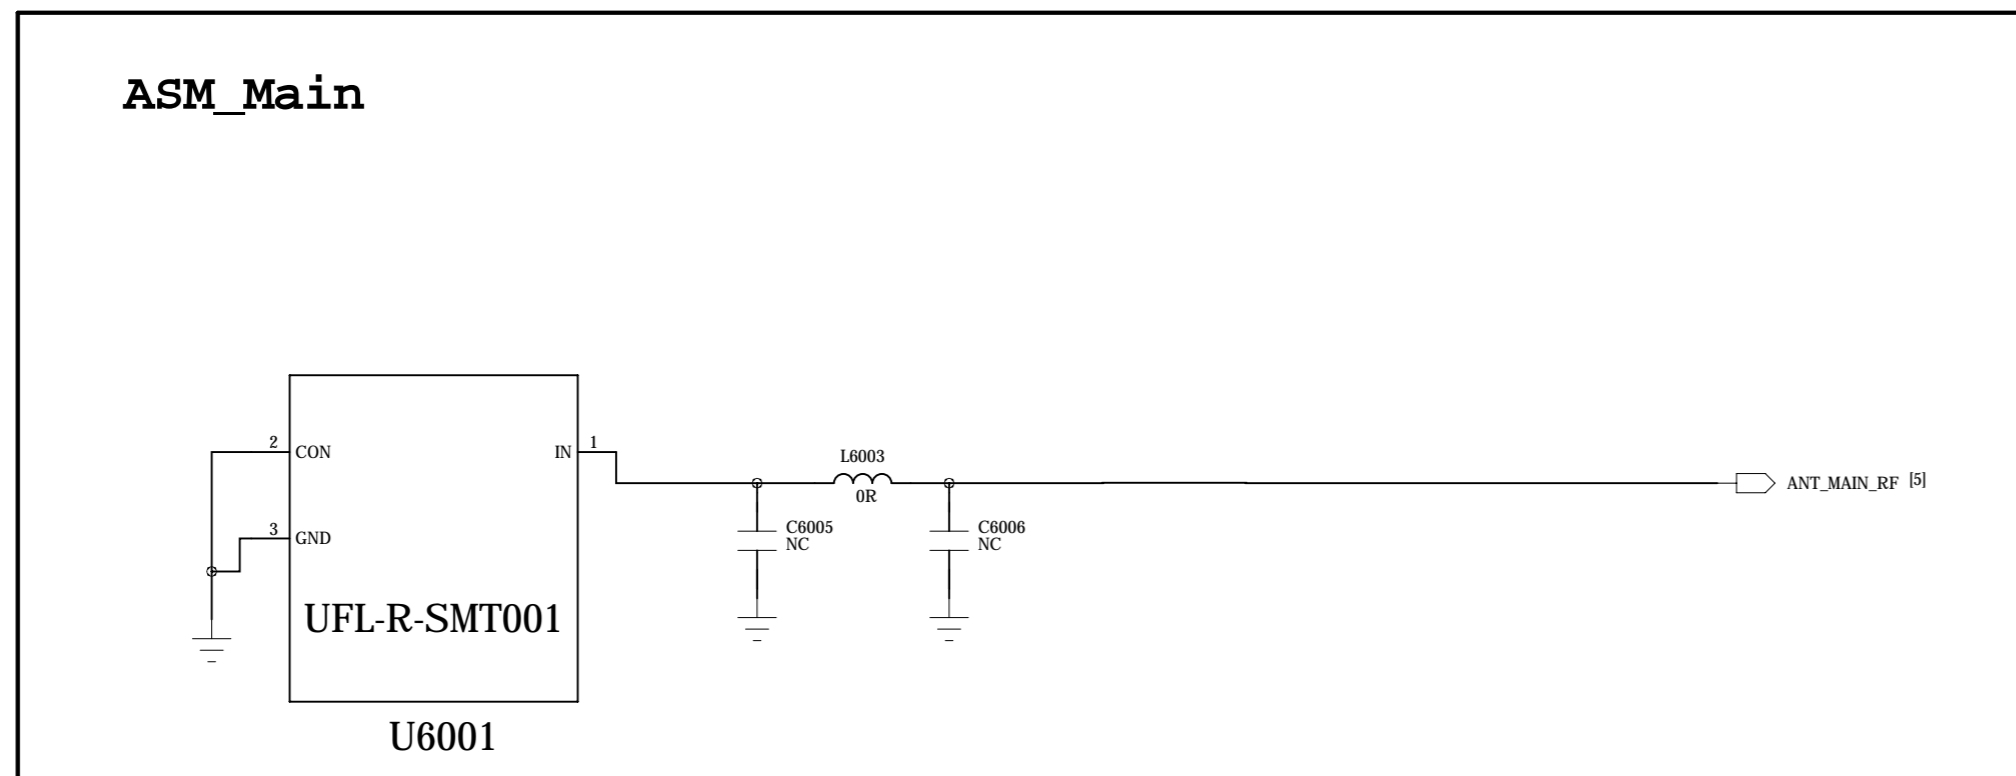 ASM_Main
2
CON
IN
1
3
GND
UFL-R-SMT001
U6001
L6003
0R
C6005
NC
C6006
NC
ANT_MAIN_RF [5]